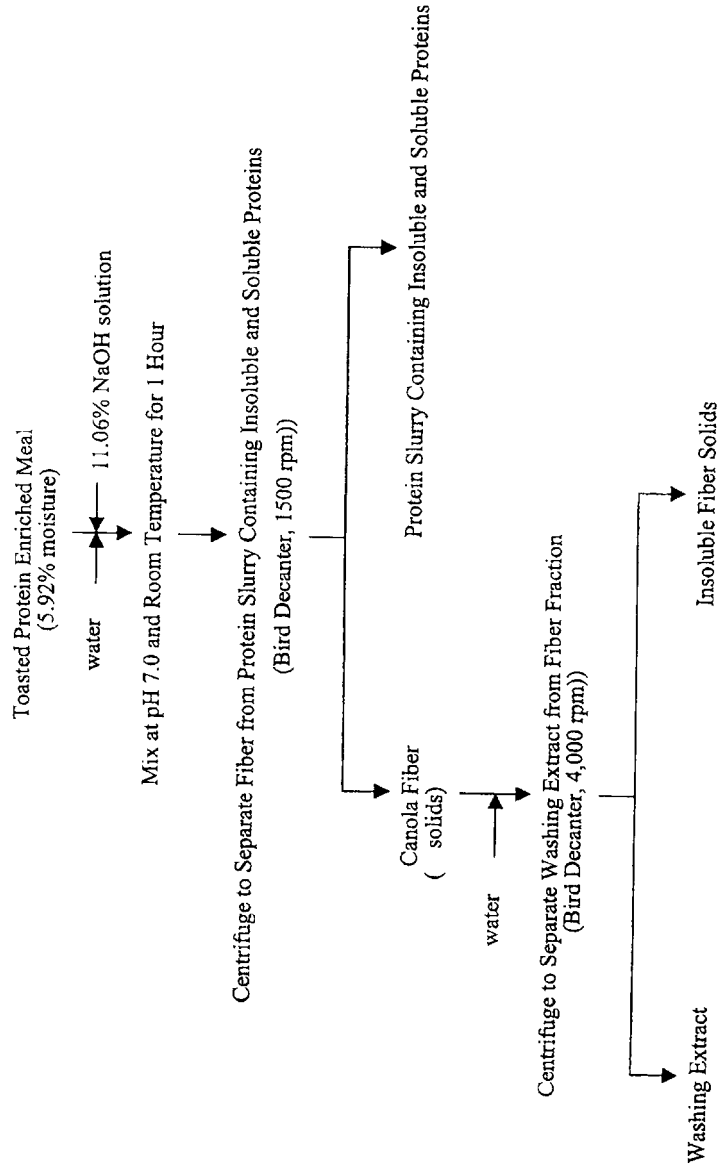 Toasted Protein Enriched Meal
(5.92% moisture)
water
11.06% NaOH solution
Mix at pH 7.0 and Room Temperature for 1 Hour
Centrifuge to Separate Fiber from Protein Slurry Containing Insoluble and Soluble Proteins
(Bird Decanter, 1500 rpm))
Canola Fiber
( solids)
Protein Slurry Containing Insoluble and Soluble Proteins
water
Centrifuge to Separate Washing Extract from Fiber Fraction
(Bird Decanter, 4,000 rpm))
Washing Extract
Insoluble Fiber Solids